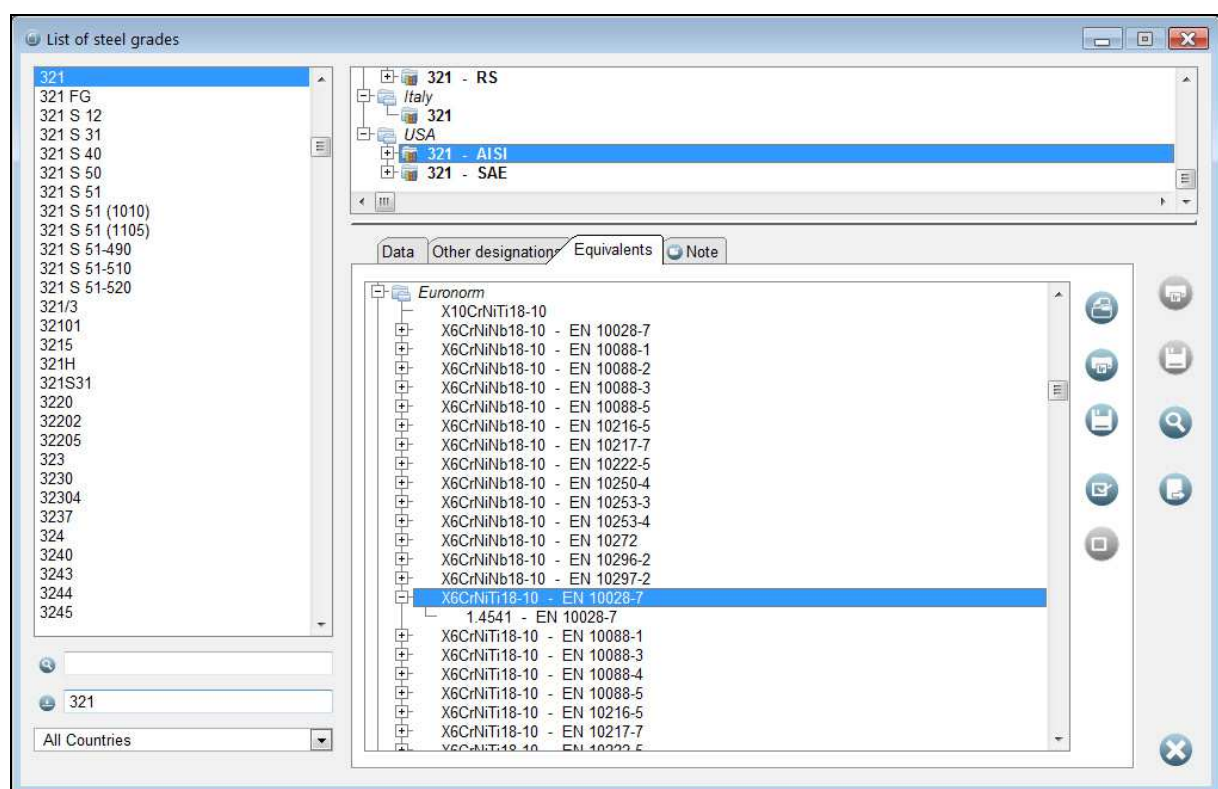 List of steel grades
321
321 FG
321 S 12
321 S 31
321 S 40
321 S 50
321 S 51
321 S 51 (1010)
321 S 51 (1105)
321 S 51-490
321 S 51-510
321 S 51-520
321/3
32101
3215
321H
321S31
3220
32202
32205
323
3230
32304
3237
324
3240
3243
3244
3245
321
All Countries
321 - RS
Italy
321
USA
321 - AISI
321 - SAE
Data Other designations Equivalents Note
Euronorm
X10CrNiTi18-10
X6CrNiNb18-10 - EN 10028-7
X6CrNiNb18-10 - EN 10088-1
X6CrNiNb18-10 - EN 10088-2
X6CrNiNb18-10 - EN 10088-3
X6CrNiNb18-10 - EN 10088-5
X6CrNiNb18-10 - EN 10216-5
X6CrNiNb18-10 - EN 10217-7
X6CrNiNb18-10 - EN 10222-5
X6CrNiNb18-10 - EN 10250-4
X6CrNiNb18-10 - EN 10253-3
X6CrNiNb18-10 - EN 10253-4
X6CrNiNb18-10 - EN 10272
X6CrNiNb18-10 - EN 10296-2
X6CrNiNb18-10 - EN 10297-2
X6CrNiTi18-10 - EN 10028-7
1.4541 - EN 10028-7
X6CrNiTi18-10 - EN 10088-1
X6CrNiTi18-10 - EN 10088-3
X6CrNiTi18-10 - EN 10088-4
X6CrNiTi18-10 - EN 10088-5
X6CrNiTi18-10 - EN 10216-5
X6CrNiTi18-10 - EN 10217-7
X6CrNiTi18-10 - EN 10222-5